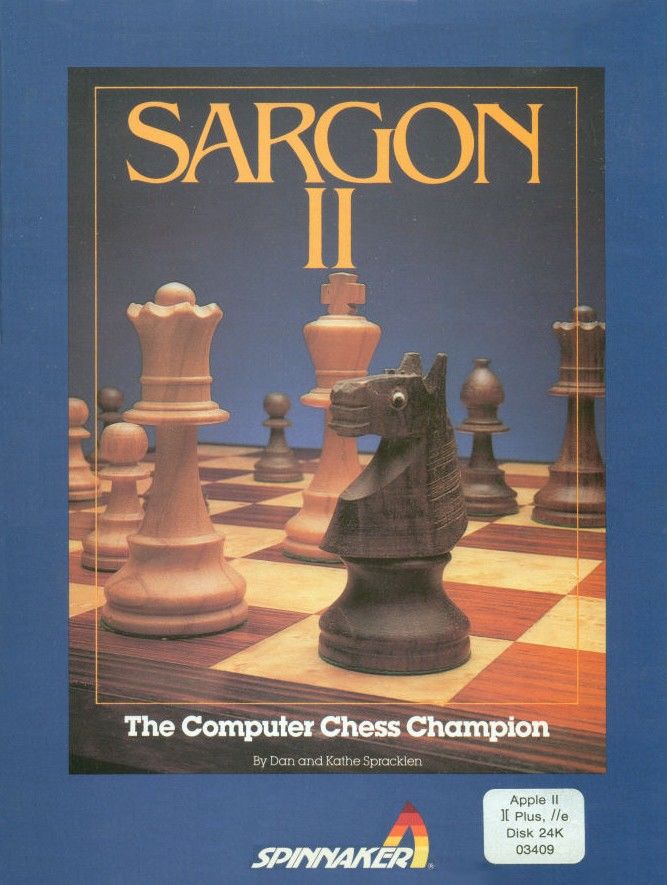 SARGON
II
The Computer Chess Champion
By Dan and Kathe Spracklen
SPINNAKER®
Apple II
][ Plus, //e
Disk 24K
03409